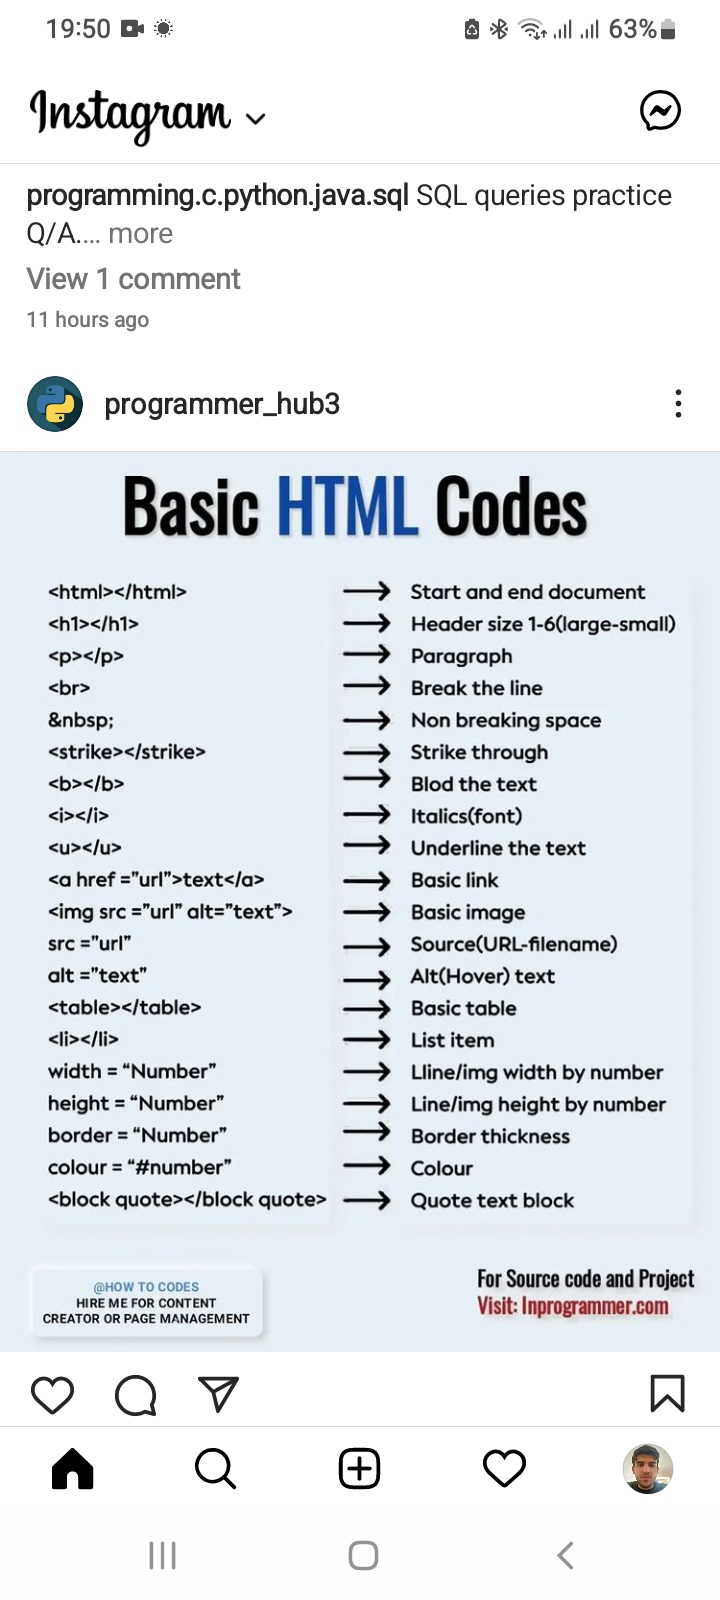 19:50 63%
Instagram
programming.c.python.java.sql SQL queries practice
Q/A.... more
View 1 comment
11 hours ago
programmer_hub3
Basic HTML Codes
<html></html> → Start and end document
<h1></h1> → Header size 1-6(large-small)
<p></p> → Paragraph
<br> → Break the line
&nbsp; → Non breaking space
<strike></strike> → Strike through
<b></b> → Blod the text
<i></i> → Italics(font)
<u></u> → Underline the text
<a href ="url">text</a> → Basic link
<img src ="url" alt="text"> → Basic image
src ="url" → Source(URL-filename)
alt ="text" → Alt(Hover) text
<table></table> → Basic table
<li></li> → List item
width = “Number” → Lline/img width by number
height = “Number” → Line/img height by number
border = “Number” → Border thickness
colour = “#number” → Colour
<block quote></block quote> → Quote text block
@HOW TO CODES
HIRE ME FOR CONTENT
CREATOR OR PAGE MANAGEMENT
For Source code and Project
Visit: Inprogrammer.com